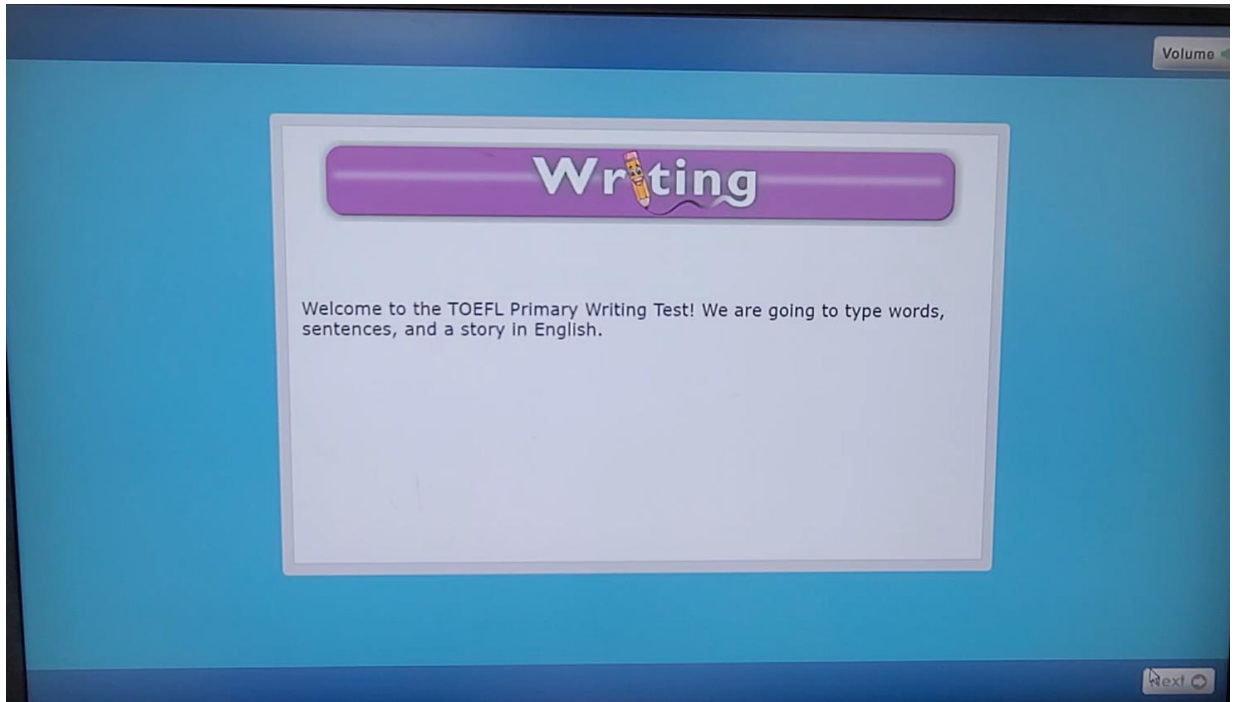 Volume
Writing
Welcome to the TOEFL Primary Writing Test! We are going to type words,
sentences, and a story in English.
Next